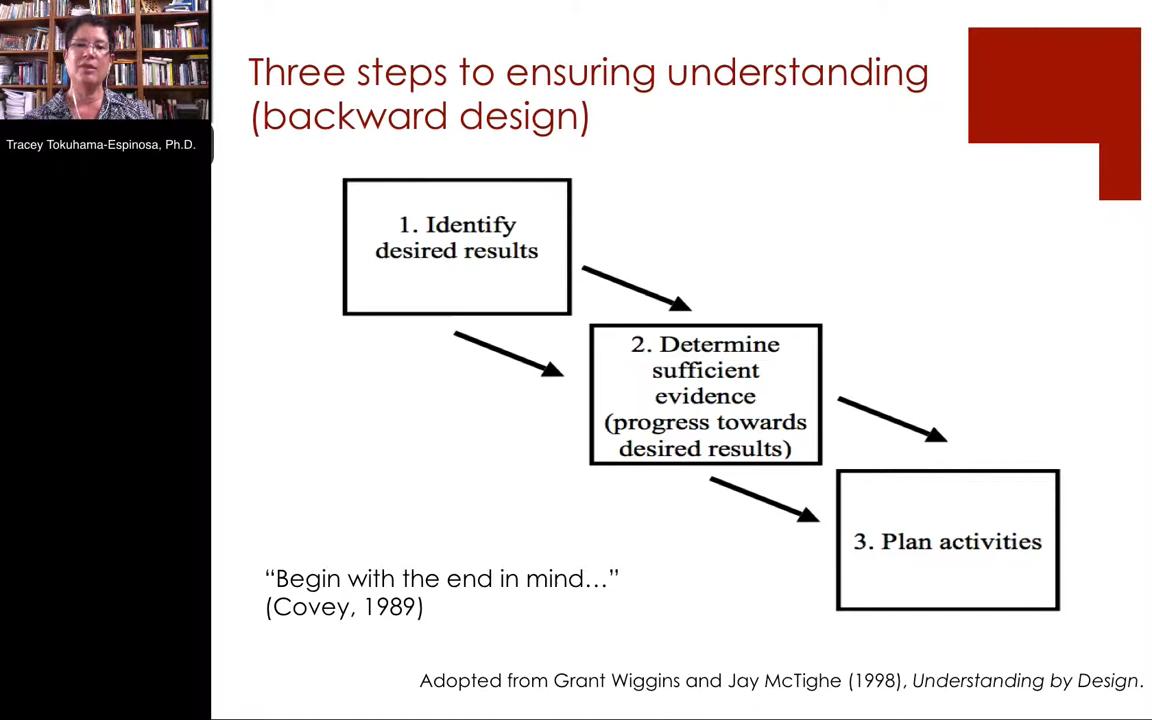 Tracey Tokuhama-Espinosa, Ph.D.
Three steps to ensuring understanding
(backward design)
1. Identify
desired results
2. Determine
sufficient
evidence
(progress towards
desired results)
3. Plan activities
“Begin with the end in mind…”
(Covey, 1989)
Adopted from Grant Wiggins and Jay McTighe (1998), Understanding by Design.